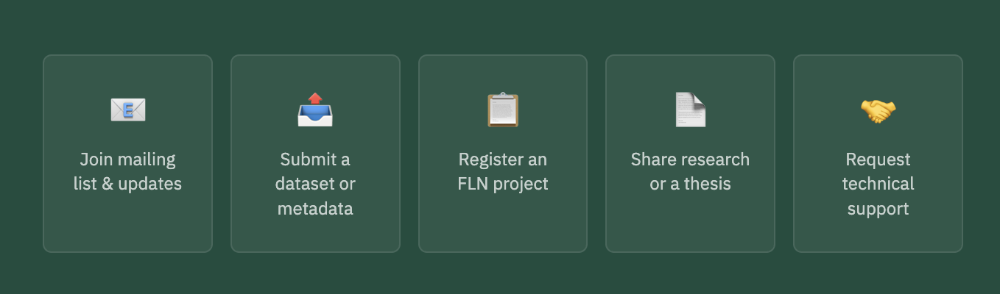 Join mailing
list & updates
Submit a
dataset or
metadata
Register an
FLN project
Share research
or a thesis
Request
technical
support